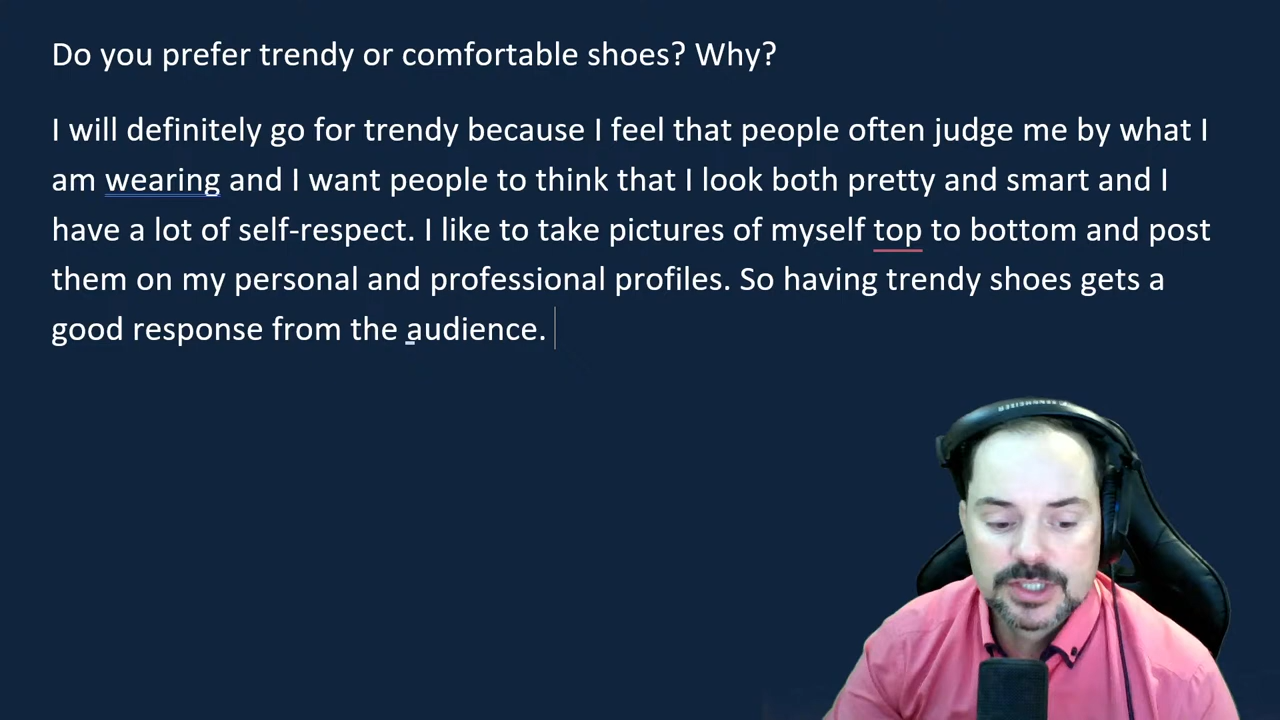 Do you prefer trendy or comfortable shoes? Why?
I will definitely go for trendy because I feel that people often judge me by what I
am wearing and I want people to think that I look both pretty and smart and I
have a lot of self-respect. I like to take pictures of myself top to bottom and post
them on my personal and professional profiles. So having trendy shoes gets a
good response from the audience.
SENNHEISER